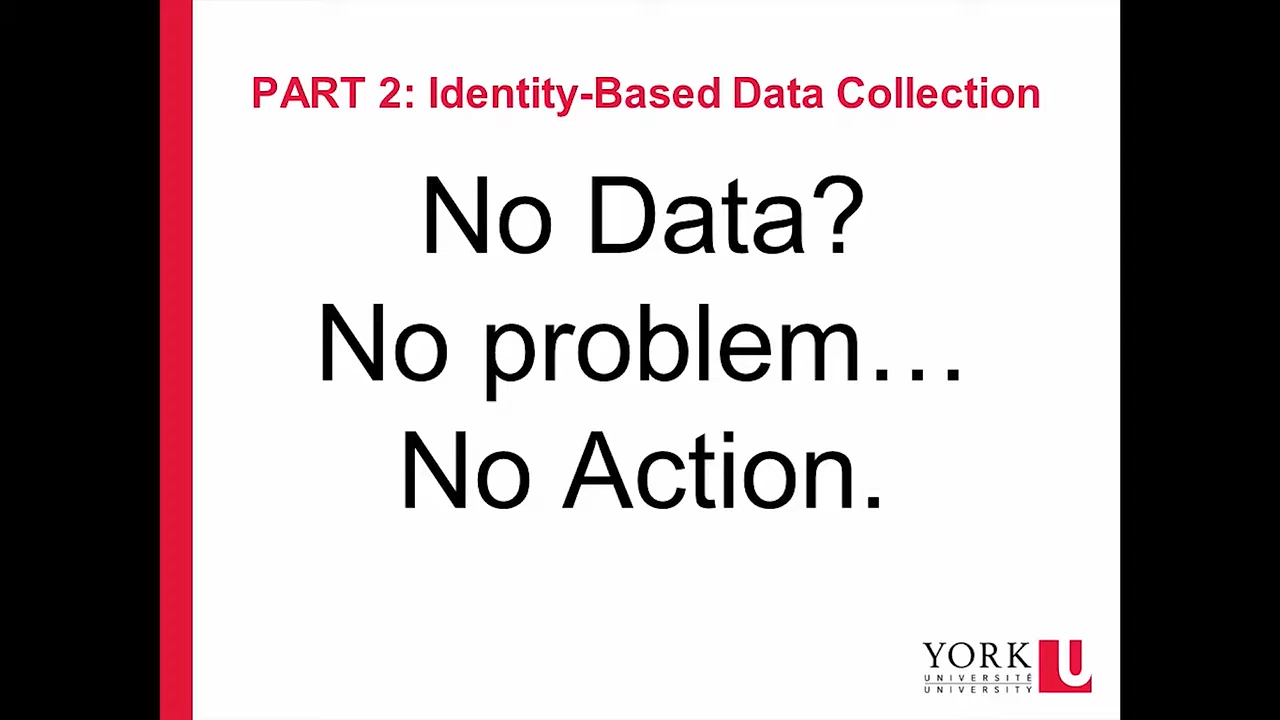 PART 2: Identity-Based Data Collection
No Data?
No problem…
No Action.
YORK U
UNIVERSITÉ
UNIVERSITY